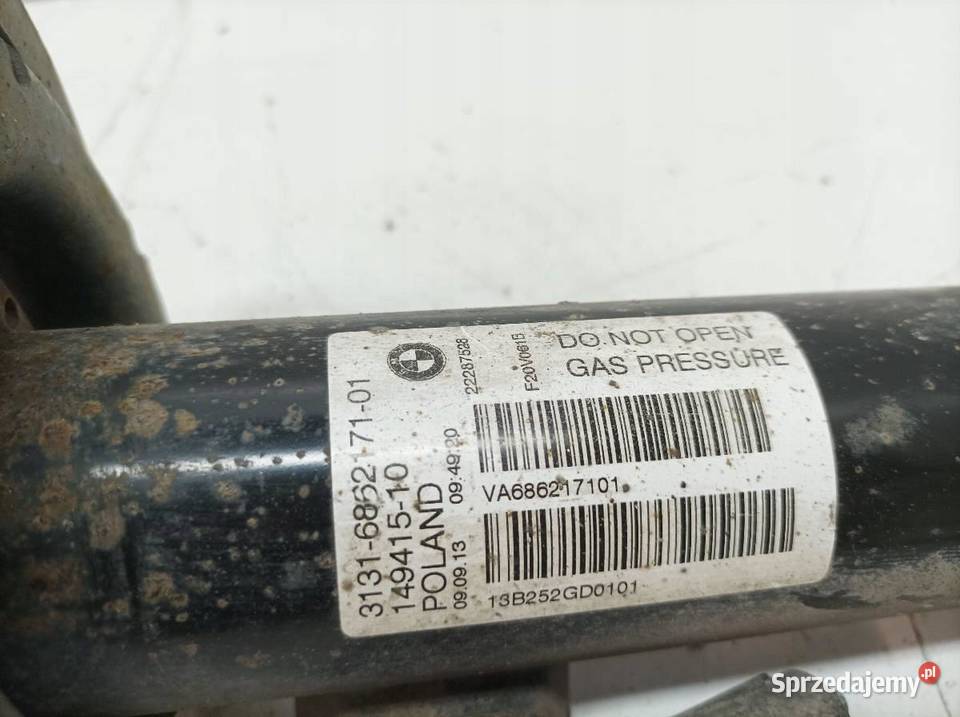 3131-6862171-01
149415-10
POLAND
09.09.13 09:49:20
22287528
F20V0615
DO NOT OPEN
GAS PRESSURE
VA686217101
13B252GD0101
Sprzedajemy.pl